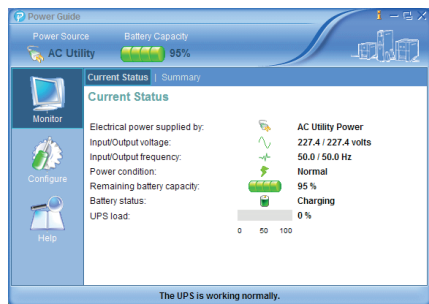 Power Guide
Power Source Battery Capacity
AC Utility 95%
Current Status | Summary
Monitor
Configure
Help
Current Status
Electrical power supplied by: AC Utility Power
Input/Output voltage: 227.4 / 227.4 volts
Input/Output frequency: 50.0 / 50.0 Hz
Power condition: Normal
Remaining battery capacity: 95 %
Battery status: Charging
UPS load: 0 %
0 50 100
The UPS is working normally.